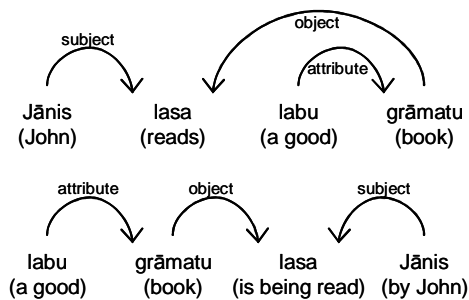 object
subject
attribute
Jānis lasa labu grāmatu
(John) (reads) (a good) (book)
attribute object subject
labu grāmatu lasa Jānis
(a good) (book) (is being read) (by John)